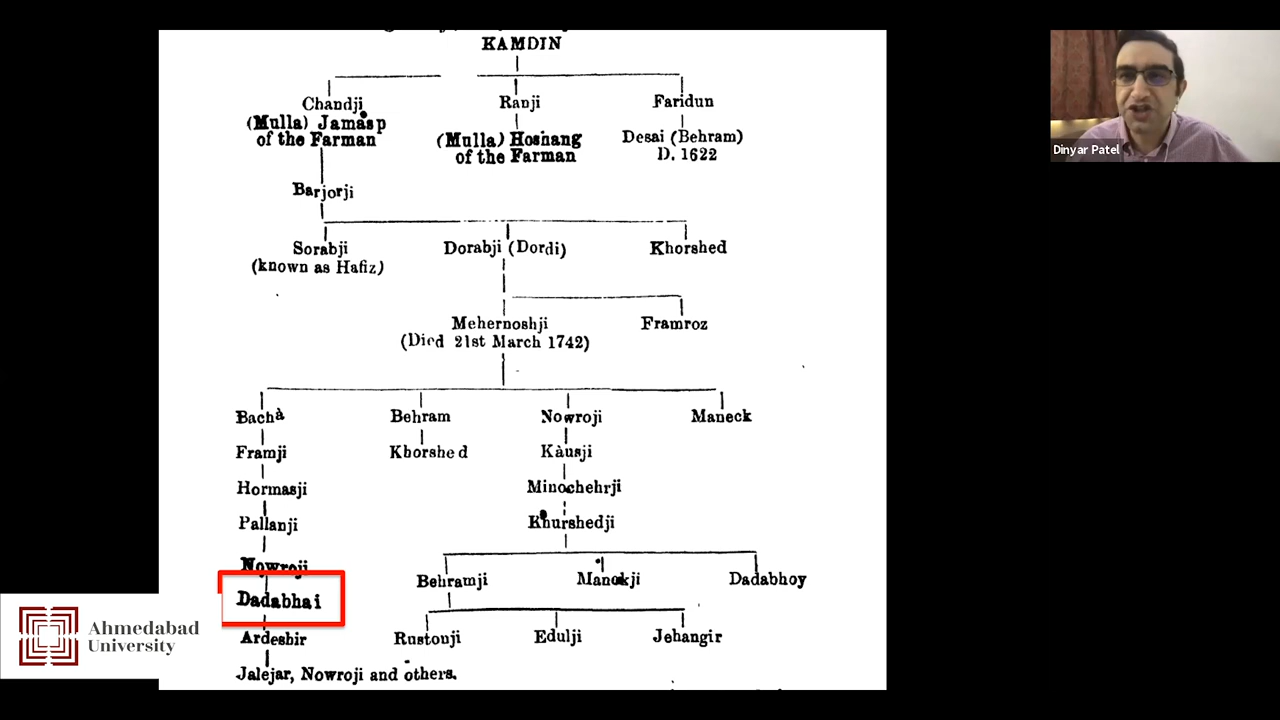 KAMDIN
Chandji Ranji Faridun
(Mulla) Jamasp
of the Farman
(Mulla) Hoshang
of the Farman
Desai (Behram)
D. 1622
Barjorji
Sorabji
(known as Hafiz)
Dorabji (Dordi)
Khorshed
Mehernoshji
(Died 21st March 1742)
Framroz
Bachà Behram Nowroji Maneck
Framji Khorshed Kàusji
Hormasji Minochehrji
Pallanji Khurshedji
Nowroji
Behramji Manekji Dadabhoy
Dadabhai
Ardeshir Rustomji Edulji Jehangir
Jalejar, Nowroji and others.
Dinyar Patel
Ahmedabad
University